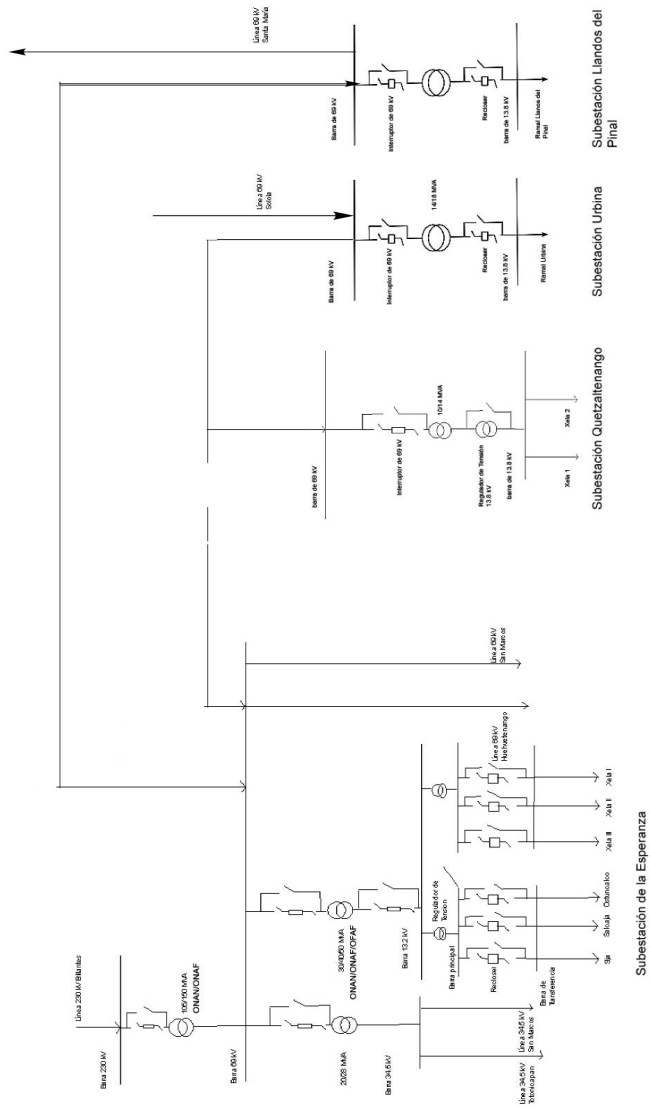 Línea 230 kV Brillantes
Barra 230 kV
105/150 MVA
ONAN/ONAF
Barra 69 kV
20/28 MVA
Barra 34.5 kV
Línea 34.5 kV
Totonicapan
Línea 34.5 kV
San Marcos
30/40/50 MVA
ONAN/ONAF/OFAF
Barra 13.2 kV
Regulador de
Tencion
Barra principal
Recloser
Barra de
Transferencia
Sija
Salcaja
Ostuncalco
Xela III
Xela II
Xela I
Línea 69 kV
Huehuetenango
Línea 69 kV
San Marcos
Subestación de la Esperanza
barra de 69 kV
Interruptor de 69 kV
10/14 MVA
Regulador de Tensión
13.8 kV
barra de 13.8 kV
Xela 1
Xela 2
Subestación Quetzaltenango
Línea 69 kV
Sololá
Barra de 69 kV
Interruptor de 69 kV
14/18 MVA
Recloser
barra de 13.8 kV
Ramal Urbina
Subestación Urbina
Línea 69 kV
Santa María
Barra de 69 kV
Interruptor de 69 kV
Recloser
barra de 13.8 kV
Ramal Llanos del
Pinal
Subestación Llandos del
Pinal